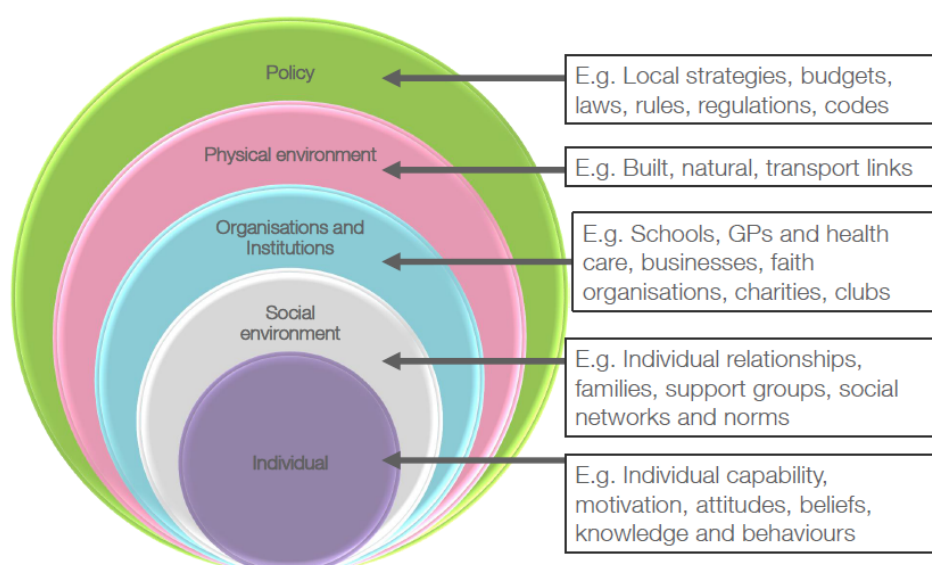 Policy
E.g. Local strategies, budgets,
laws, rules, regulations, codes
Physical environment
E.g. Built, natural, transport links
Organisations and
Institutions
E.g. Schools, GPs and health
care, businesses, faith
organisations, charities, clubs
Social
environment
E.g. Individual relationships,
families, support groups, social
networks and norms
Individual
E.g. Individual capability,
motivation, attitudes, beliefs,
knowledge and behaviours